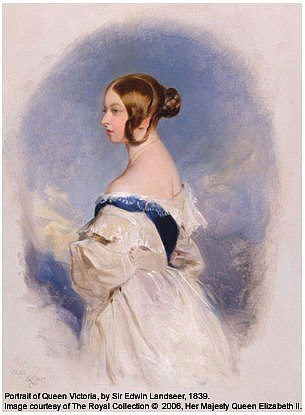 Portrait of Queen Victoria, by Sir Edwin Landseer, 1839.
Image courtesy of The Royal Collection © 2006, Her Majesty Queen Elizabeth II.